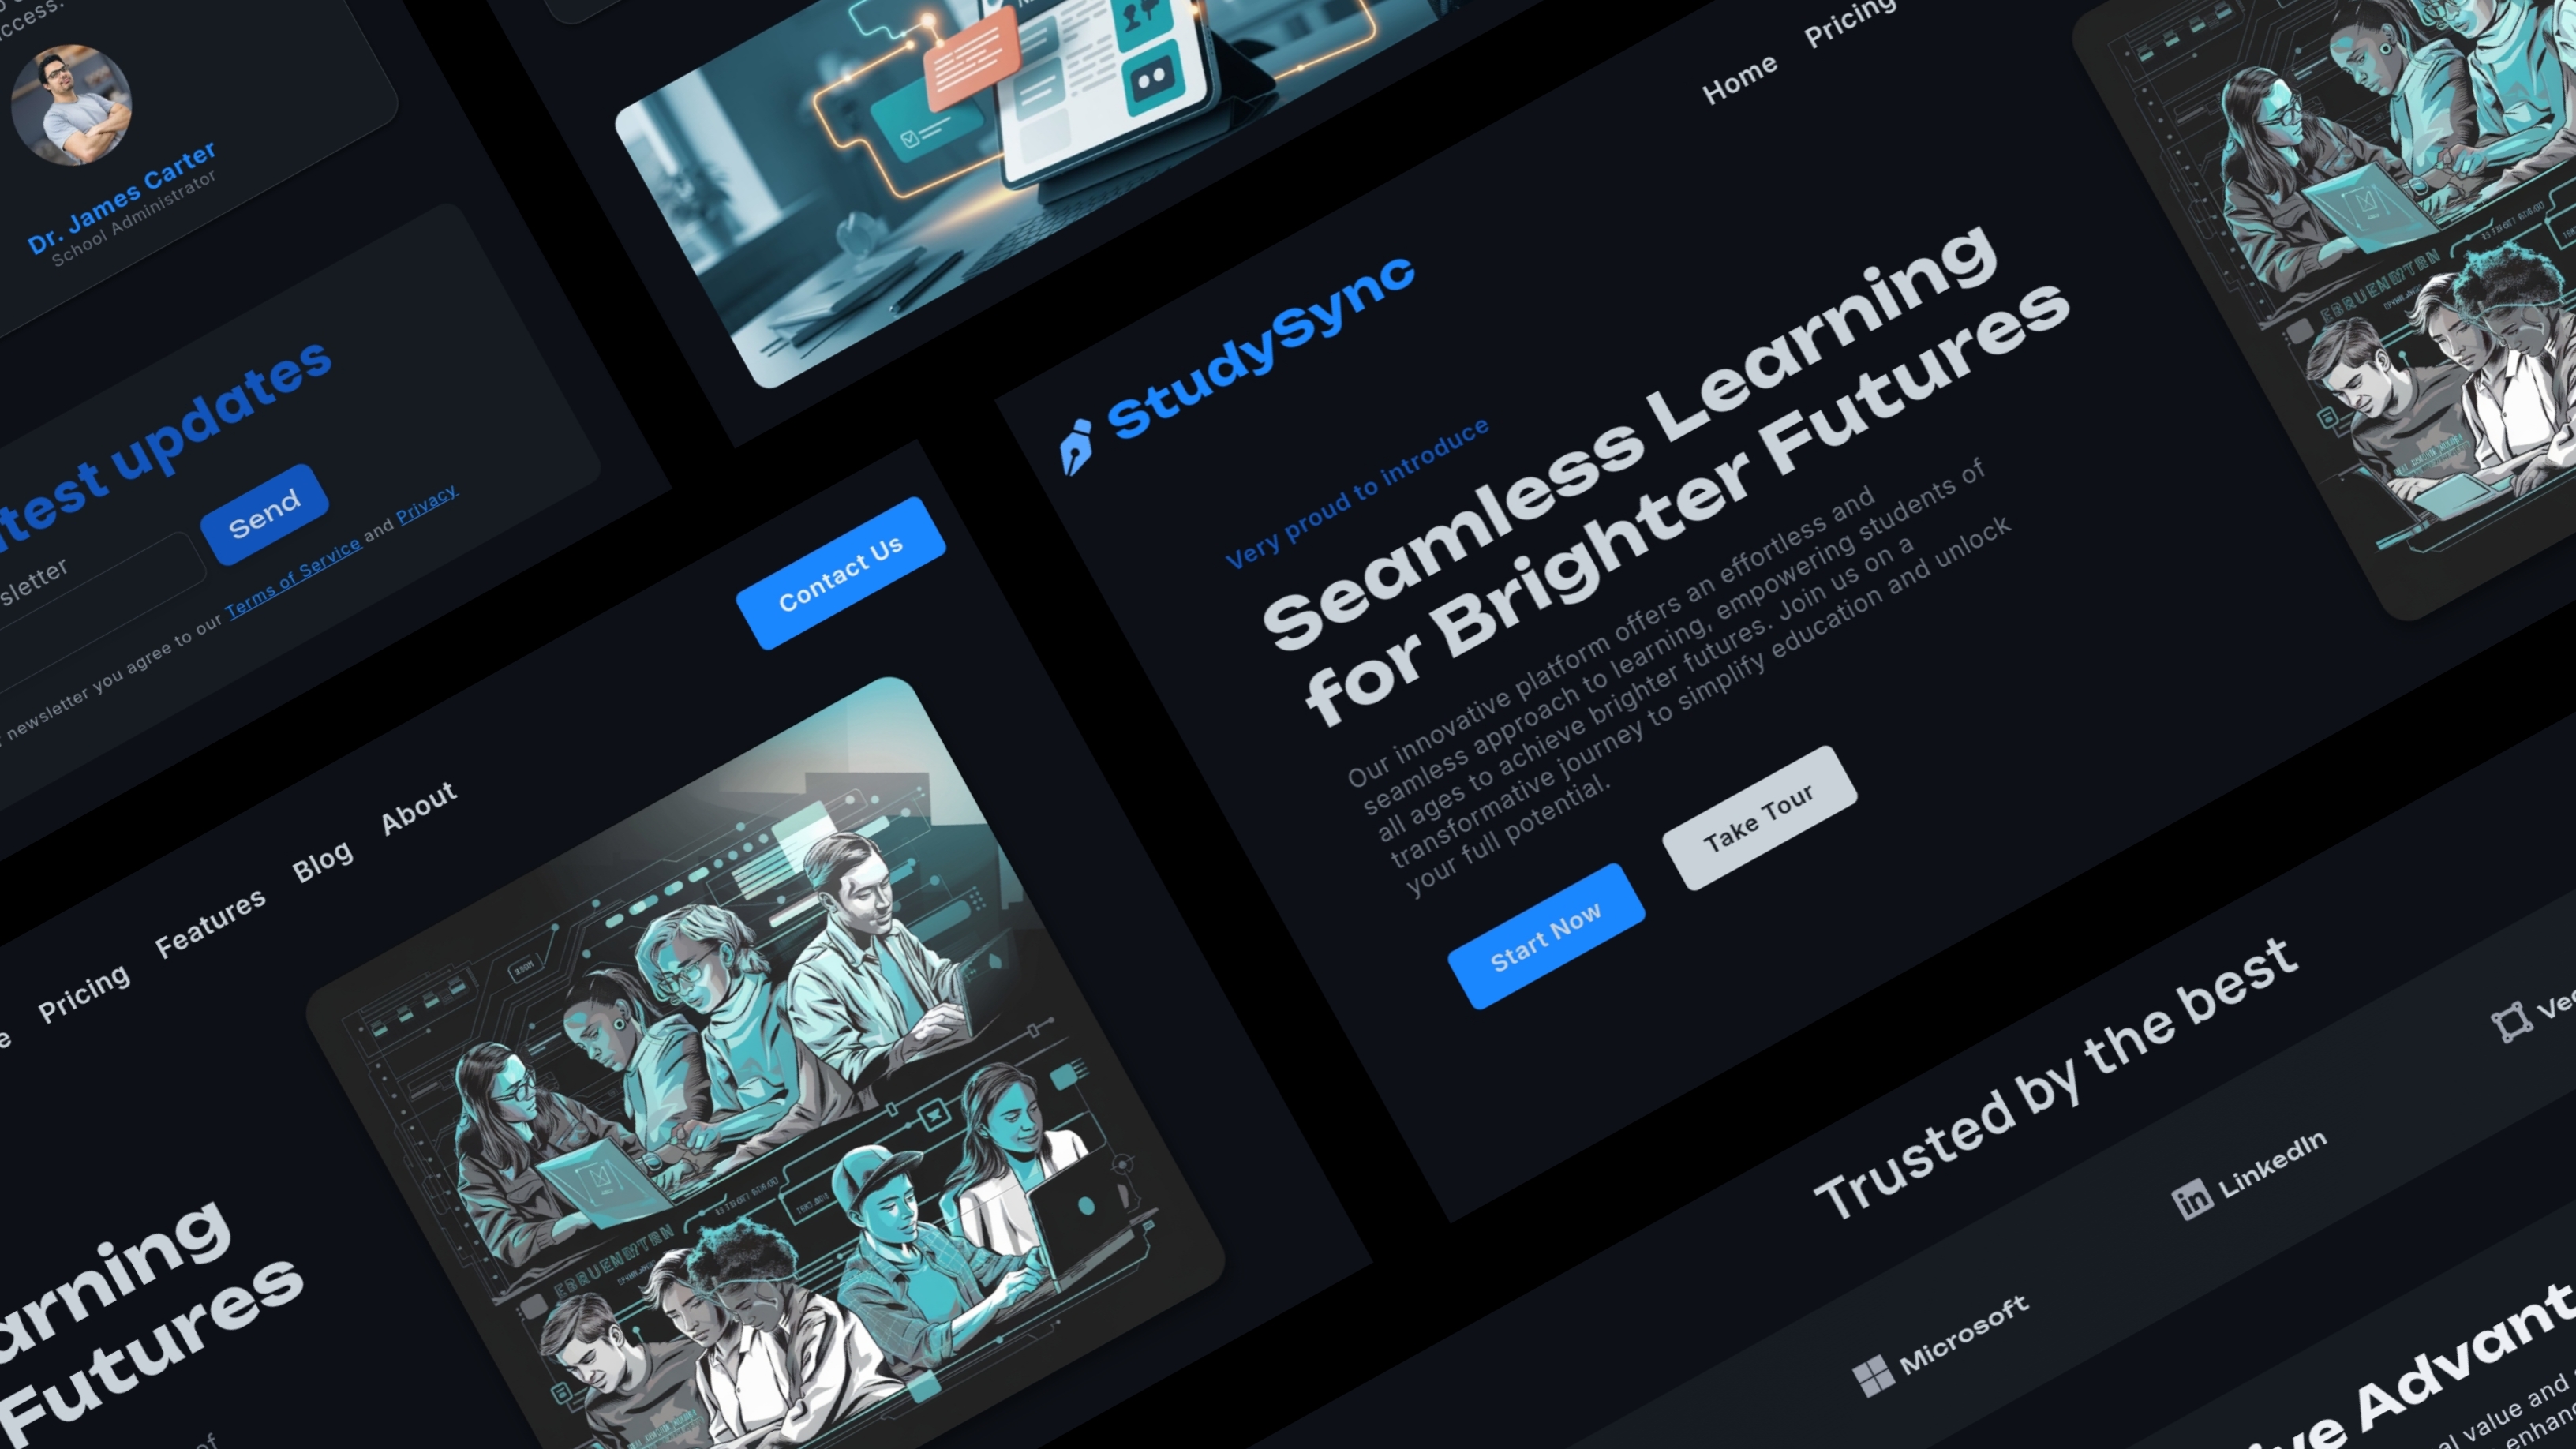 ccess.
Dr. James Carter
School Administrator
test updates
sletter
Send
newsletter you agree to our Terms of Service and Privacy
Contact Us
Pricing
Features
Blog
About
arning
Futures
of
Home
Pricing
StudySync
Very proud to introduce
Seamless Learning
for Brighter Futures
Our innovative platform offers an effortless and
seamless approach to learning, empowering students of
all ages to achieve brighter futures. Join us on a
transformative journey to simplify education and unlock
your full potential.
Start Now
Take Tour
Trusted by the best
Microsoft
LinkedIn
Vec
ve Advant
al value and
enhanc